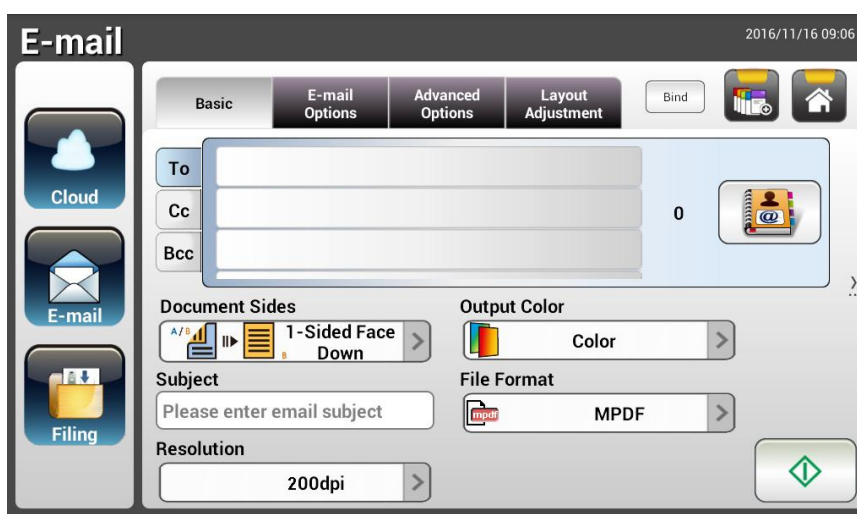 E-mail
2016/11/16 09:06
Basic
E-mail Options
Advanced Options
Layout Adjustment
Bind
Cloud
E-mail
Filing
To
Cc
Bcc
0
@
Document Sides
A/B
1-Sided Face
B
Down
Output Color
Color
Subject
Please enter email subject
File Format
mpdf
MPDF
Resolution
200dpi